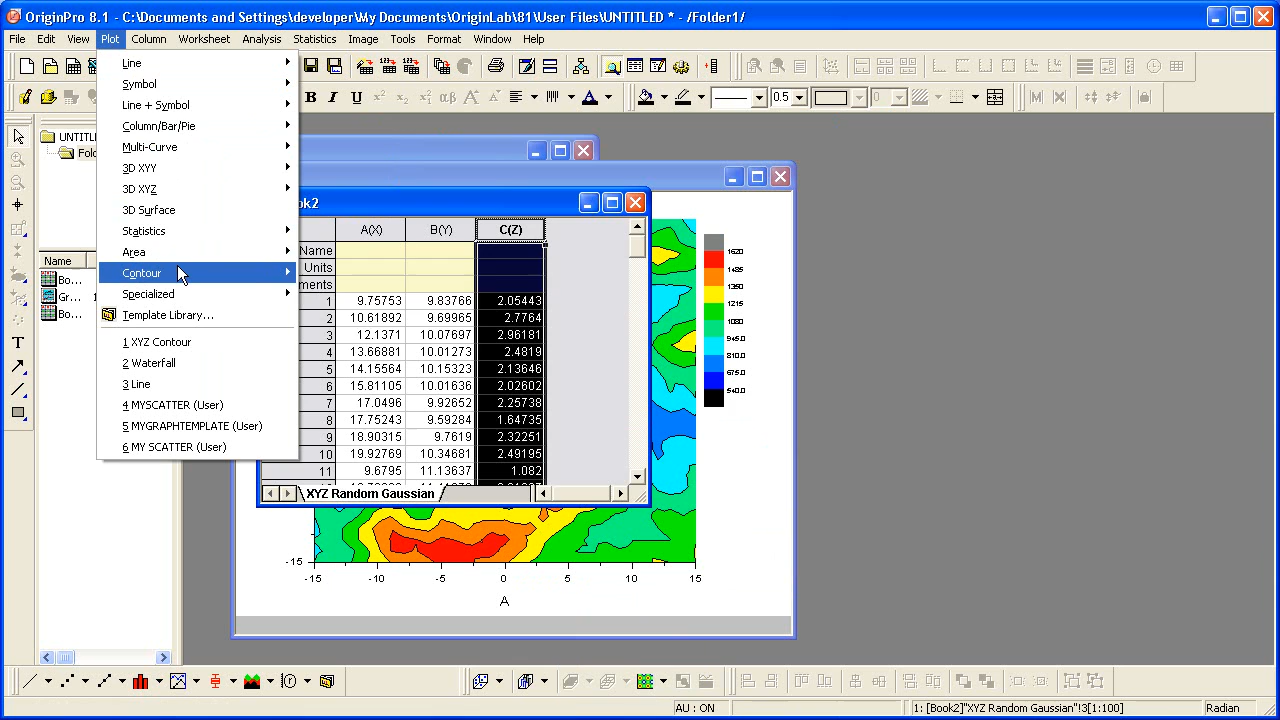 OriginPro 8.1 - C:\Documents and Settings\developer\My Documents\OriginLab\81\User Files\UNTITLED * - /Folder1/
File Edit View Plot Column Worksheet Analysis Statistics Image Tools Format Window Help
Line
Symbol
Line + Symbol
Column/Bar/Pie
Multi-Curve
3D XYY
3D XYZ
3D Surface
Statistics
Area
Contour
Specialized
Template Library...
1 XYZ Contour
2 Waterfall
3 Line
4 MYSCATTER (User)
5 MYGRAPHTEMPLATE (User)
6 MY SCATTER (User)
B I U
0.5
0
UNTITL
Fol
Name
Bo...
Gr... 1
Bo...
A(X) B(Y) C(Z)
Name
Units
1 9.75753 9.83766 2.05443
2 10.61892 9.69965 2.7764
3 12.1371 10.07697 2.96181
4 13.66881 10.01273 2.4819
5 14.15564 10.15323 2.13646
6 15.81105 10.01636 2.02602
7 17.0496 9.92652 2.25738
8 17.75243 9.59284 1.64735
9 18.90315 9.7619 2.32251
10 19.92769 10.34681 2.49195
11 9.6795 11.13637 1.082
XYZ Random Gaussian
1620
1485
1350
1215
1080
945.0
810.0
675.0
540.0
-15
-15 -10 -5 0 5 10 15
A
AU : ON
1: [Book2]"XYZ Random Gaussian"!3[1:100]
Radian